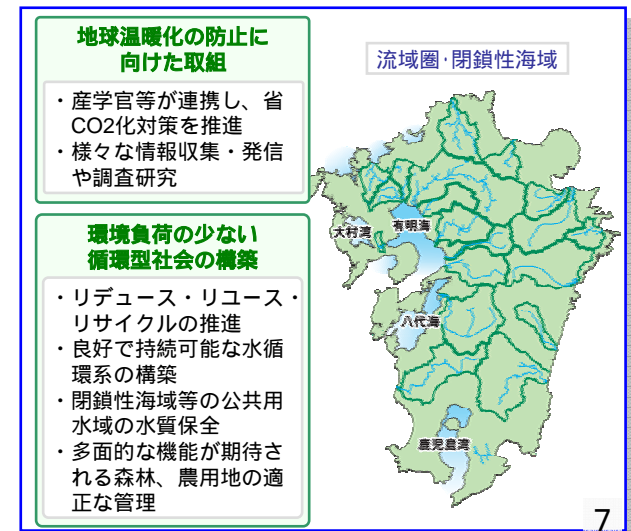 地球温暖化の防止に
向けた取組
・産学官等が連携し、省
CO2化対策を推進
・様々な情報収集・発信
や調査研究
環境負荷の少ない
循環型社会の構築
・リデュース・リユース・
リサイクルの推進
・良好で持続可能な水循
環系の構築
・閉鎖性海域等の公共用
水域の水質保全
・多面的な機能が期待さ
れる森林、農用地の適
正な管理
流域圏・閉鎖性海域
大村湾
有明海
八代海
鹿児島湾
7